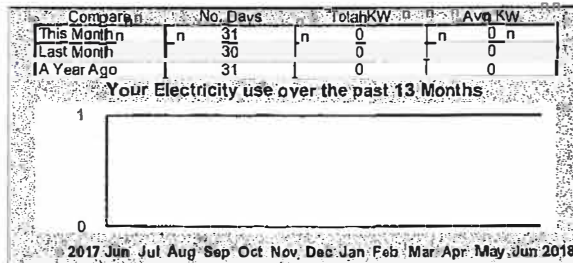 Compare No. Days Total KW Avg KW
This Month 31 0 0
Last Month 30 0 0
A Year Ago 31 0 0
Your Electricity use over the past 13 Months
1
0
2017 Jun Jul Aug Sep Oct Nov Dec Jan Feb Mar Apr May Jun 2018